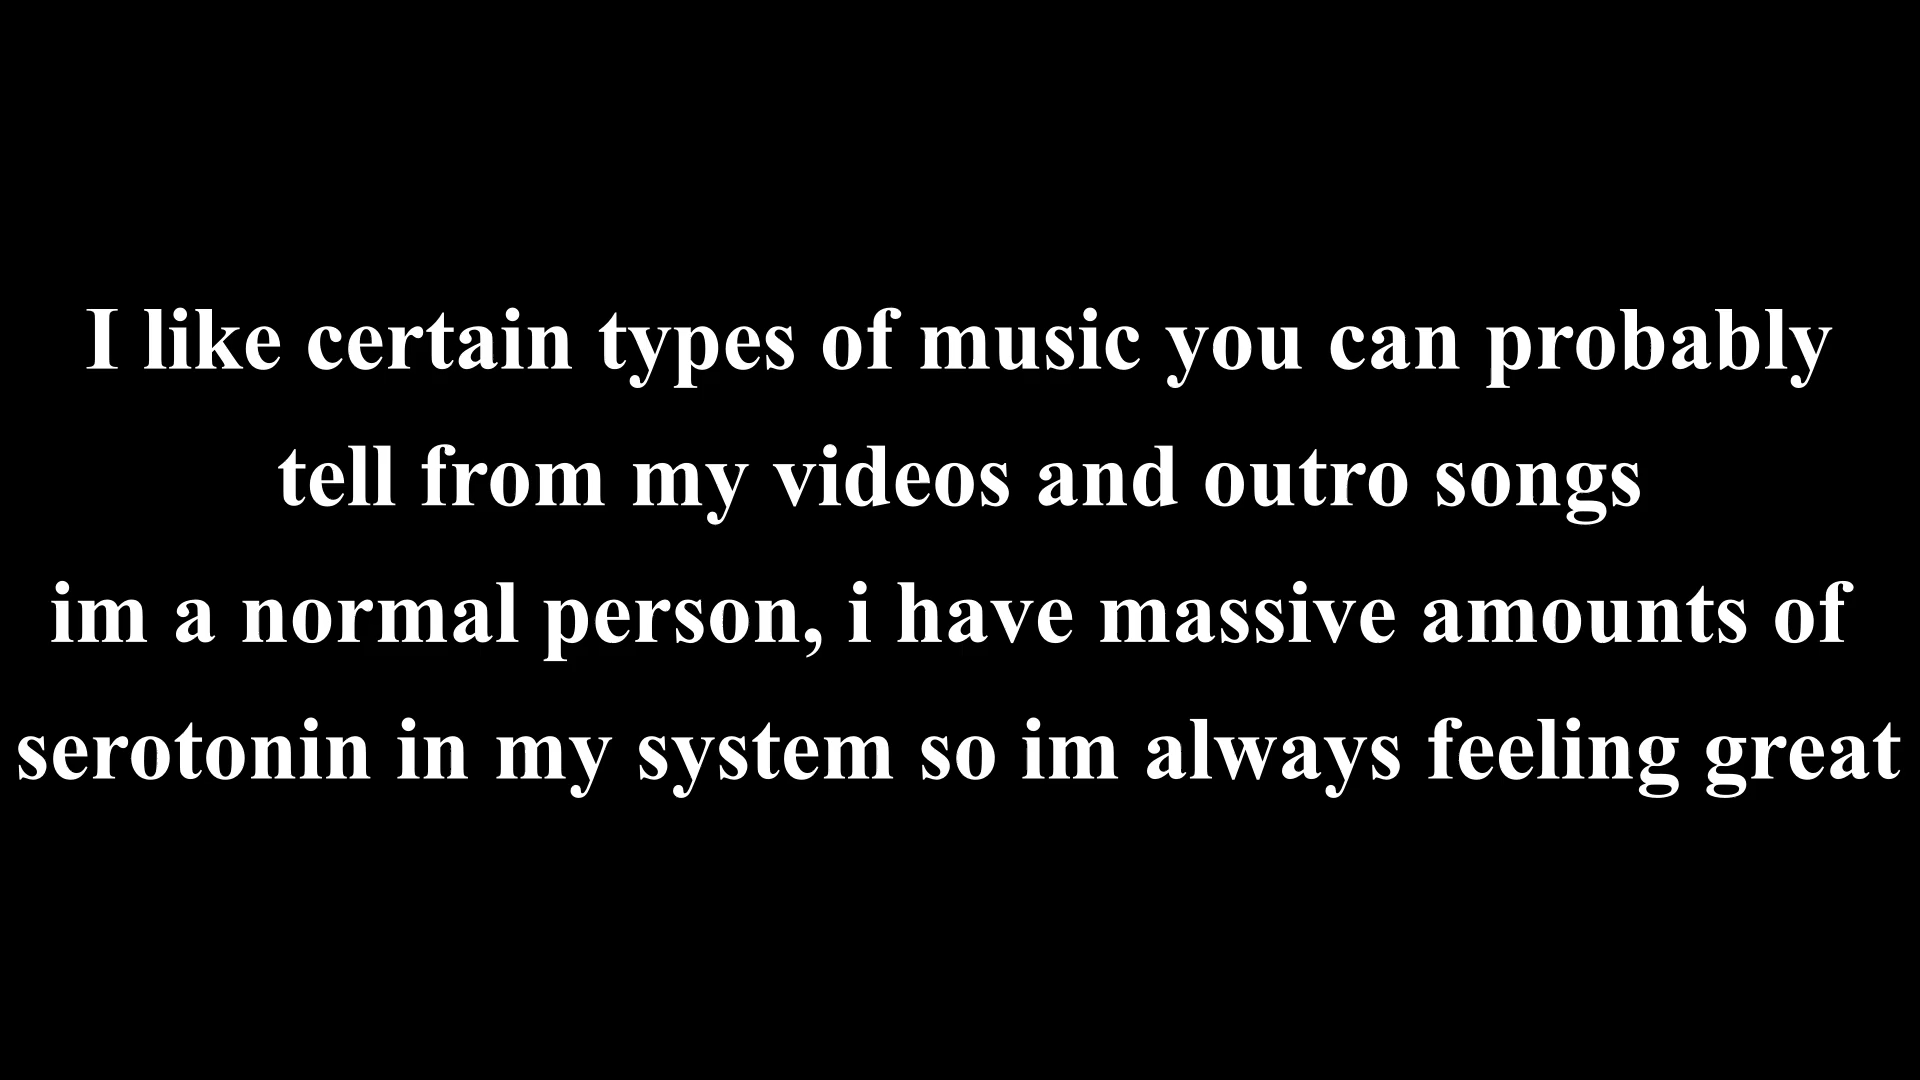 I like certain types of music you can probably
tell from my videos and outro songs
im a normal person, i have massive amounts of
serotonin in my system so im always feeling great